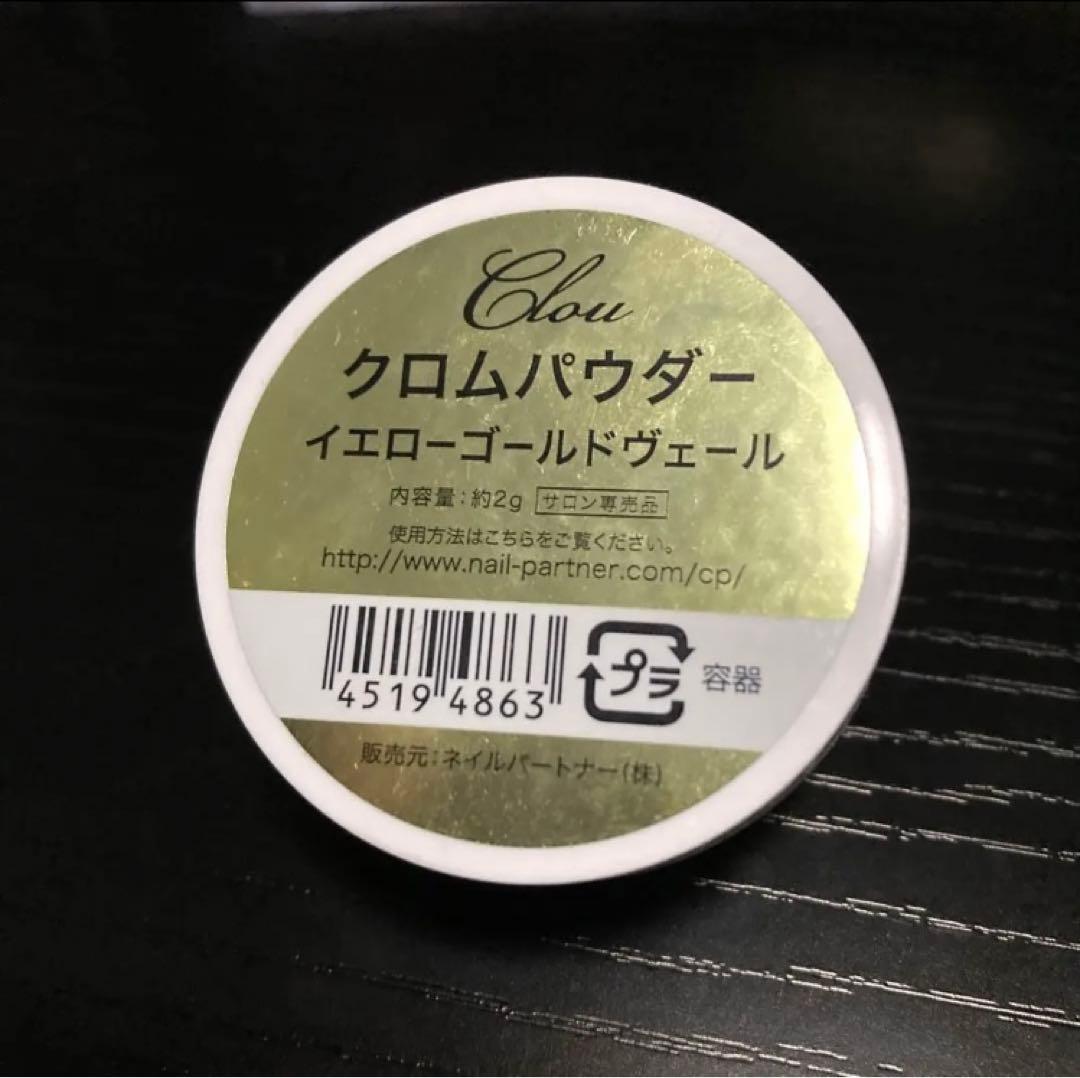 Clou
クロムパウダー
イエローゴールドヴェール
内容量:約2g サロン専売品
使用方法はこちらをご覧ください。
http://www.nail-partner.com/cp/
4519 4863
プラ 容器
販売元:ネイルパートナー(株)